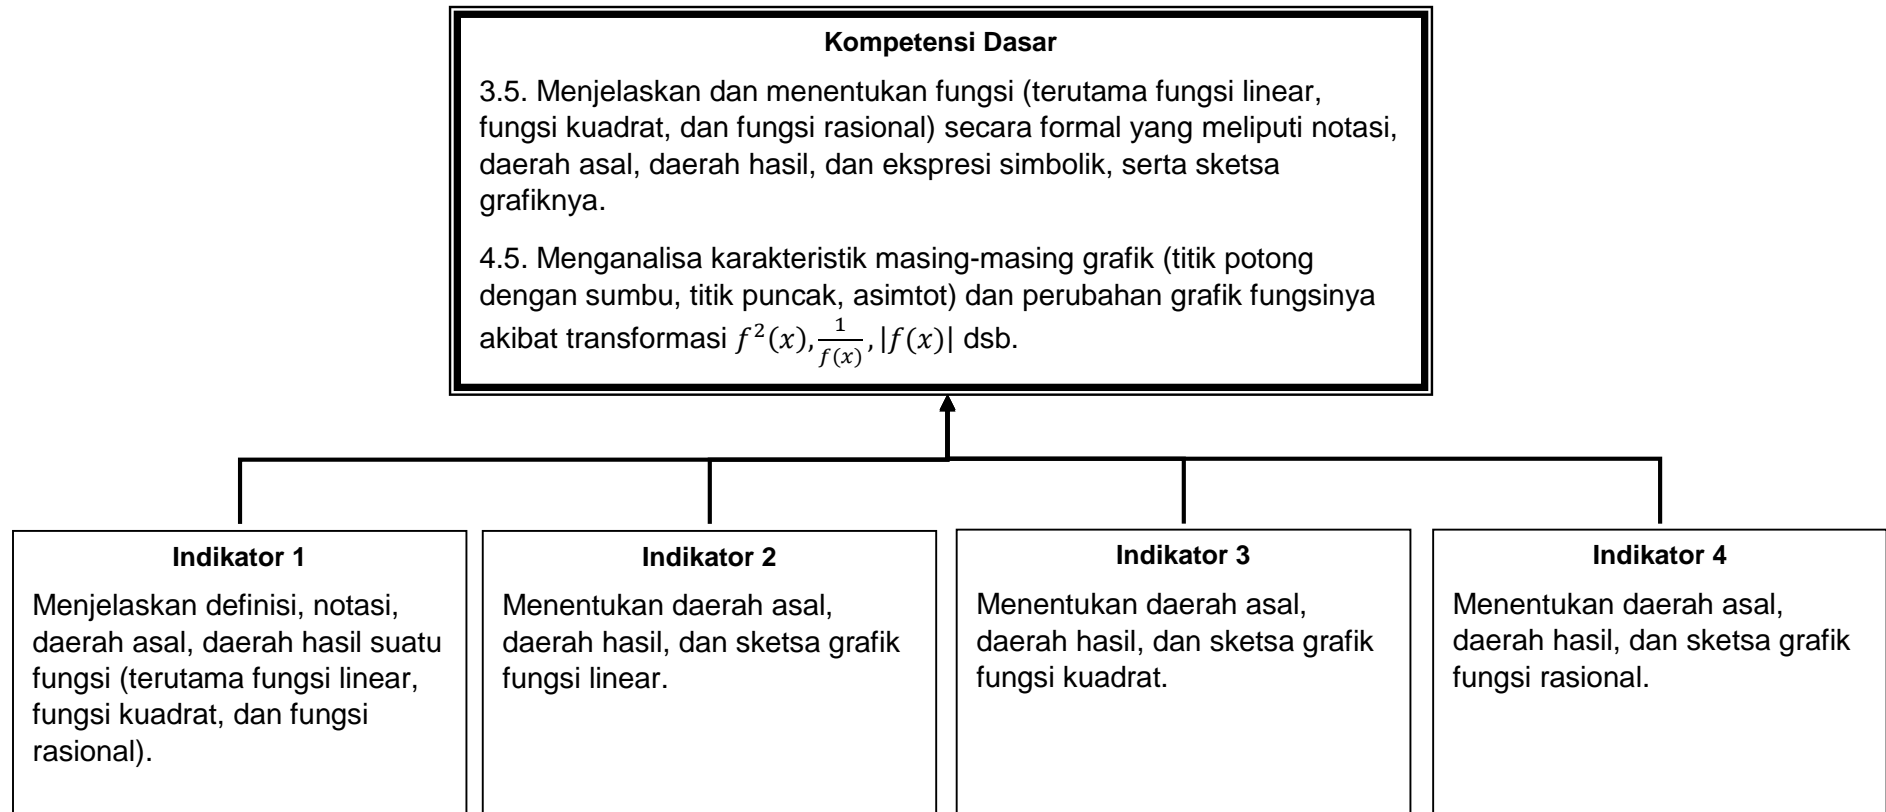 Kompetensi Dasar
3.5. Menjelaskan dan menentukan fungsi (terutama fungsi linear,
fungsi kuadrat, dan fungsi rasional) secara formal yang meliputi notasi,
daerah asal, daerah hasil, dan ekspresi simbolik, serta sketsa
grafiknya.
4.5. Menganalisa karakteristik masing-masing grafik (titik potong
dengan sumbu, titik puncak, asimtot) dan perubahan grafik fungsinya
akibat transformasi f²(x), 1/f(x), |f(x)| dsb.
Indikator 1
Menjelaskan definisi, notasi,
daerah asal, daerah hasil suatu
fungsi (terutama fungsi linear,
fungsi kuadrat, dan fungsi
rasional).
Indikator 2
Menentukan daerah asal,
daerah hasil, dan sketsa grafik
fungsi linear.
Indikator 3
Menentukan daerah asal,
daerah hasil, dan sketsa grafik
fungsi kuadrat.
Indikator 4
Menentukan daerah asal,
daerah hasil, dan sketsa grafik
fungsi rasional.